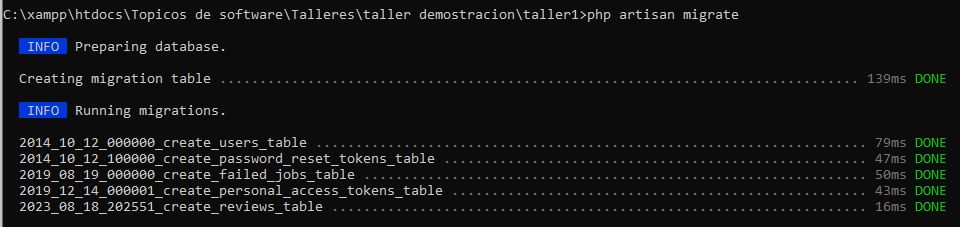 C:\xampp\htdocs\Topicos de software\Talleres\taller demostracion\taller1>php artisan migrate
INFO Preparing database.
Creating migration table ................................................................................ 139ms DONE
INFO Running migrations.
2014_10_12_000000_create_users_table ..................................................................... 79ms DONE
2014_10_12_100000_create_password_reset_tokens_table ..................................................... 47ms DONE
2019_08_19_000000_create_failed_jobs_table ............................................................... 50ms DONE
2019_12_14_000001_create_personal_access_tokens_table .................................................... 43ms DONE
2023_08_18_202551_create_reviews_table ................................................................... 16ms DONE